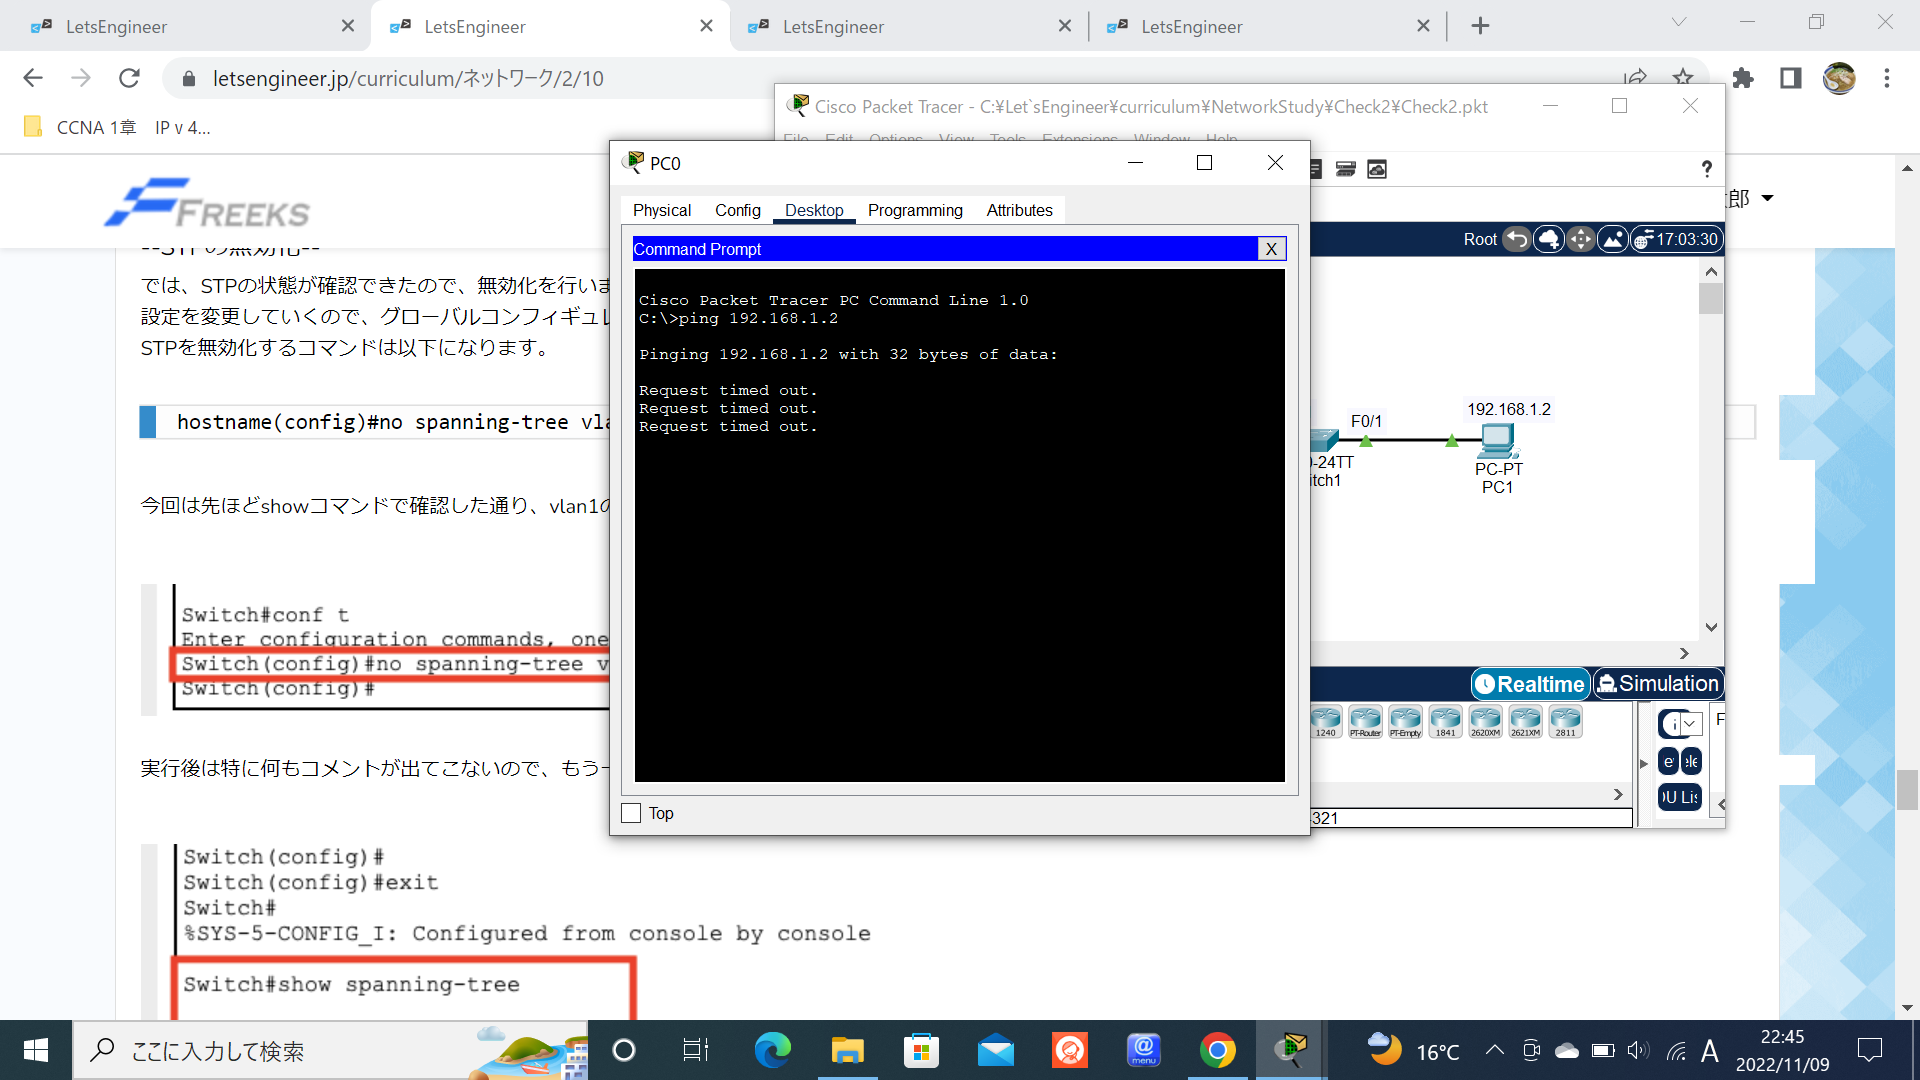 LetsEngineer
LetsEngineer
LetsEngineer
LetsEngineer
letsengineer.jp/curriculum/ネットワーク/2/10
CCNA 1章
IPｖ4...
Cisco Packet Tracer - C:¥Let`sEngineer¥curriculum¥NetworkStudy¥Check2¥Check2.pkt
File Edit Options View Tools Extensions Window Help
FREEKS
郎
PC0
Physical Config Desktop Programming Attributes
Command Prompt
X
Cisco Packet Tracer PC Command Line 1.0
C:\>ping 192.168.1.2
Pinging 192.168.1.2 with 32 bytes of data:
Request timed out.
Request timed out.
Request timed out.
Top
?
Root
17:03:30
F0/1
192.168.1.2
-24TT
itch1
PC-PT
PC1
Realtime
Simulation
1240
PT-Router
PT-Empty
1841
2620XM
2621XM
2811
321
--STPの無効化--
では、STPの状態が確認できたので、無効化を行いま
設定を変更していくので、グローバルコンフィギュレ
STPを無効化するコマンドは以下になります。
hostname(config)#no spanning-tree vla
今回は先ほどshowコマンドで確認した通り、vlan1の
Switch#conf t
Enter configuration commands, one
Switch(config)#no spanning-tree v
Switch(config)#
実行後は特に何もコメントが出てこないので、もう一
Switch(config)#
Switch(config)#exit
Switch#
%SYS-5-CONFIG_I: Configured from console by console
Switch#show spanning-tree
ここに入力して検索
menu
16°C
A
22:45
2022/11/09